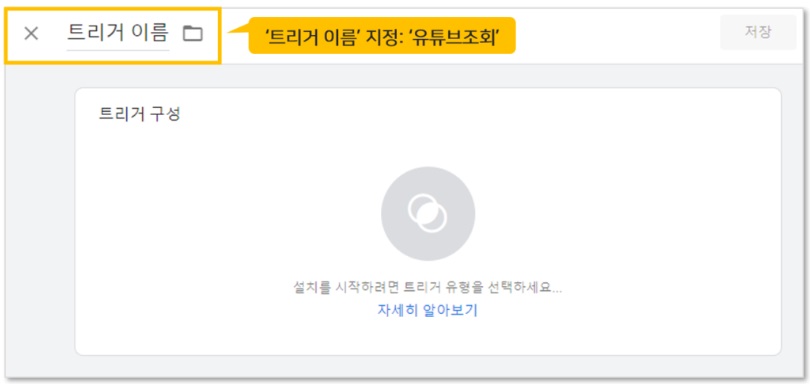 트리거 이름
'트리거 이름' 지정: '유튜브조회'
저장
트리거 구성
설치를 시작하려면 트리거 유형을 선택하세요...
자세히 알아보기